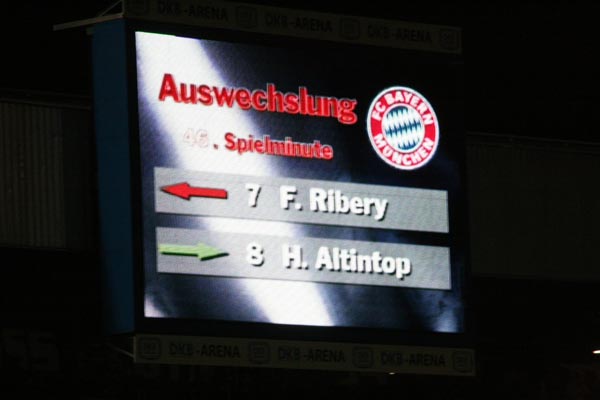 DKB-ARENA DKB-ARENA DKB-ARENA
Auswechslung
46. Spielminute
FC BAYERN MÜNCHEN
7 F. Ribery
8 H. Altintop
DKB-ARENA DKB-ARENA DKB-ARENA